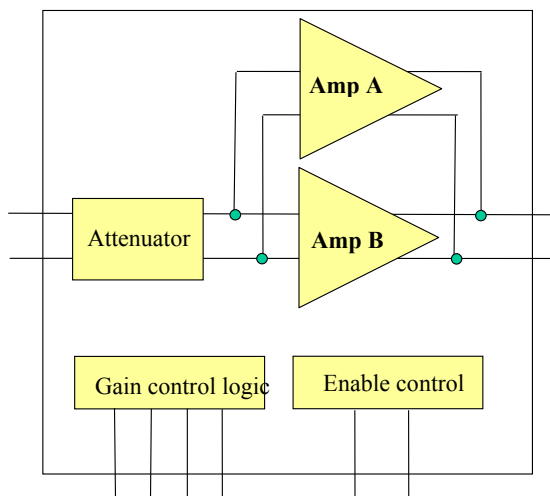 Amp A
Attenuator
Amp B
Gain control logic
Enable control